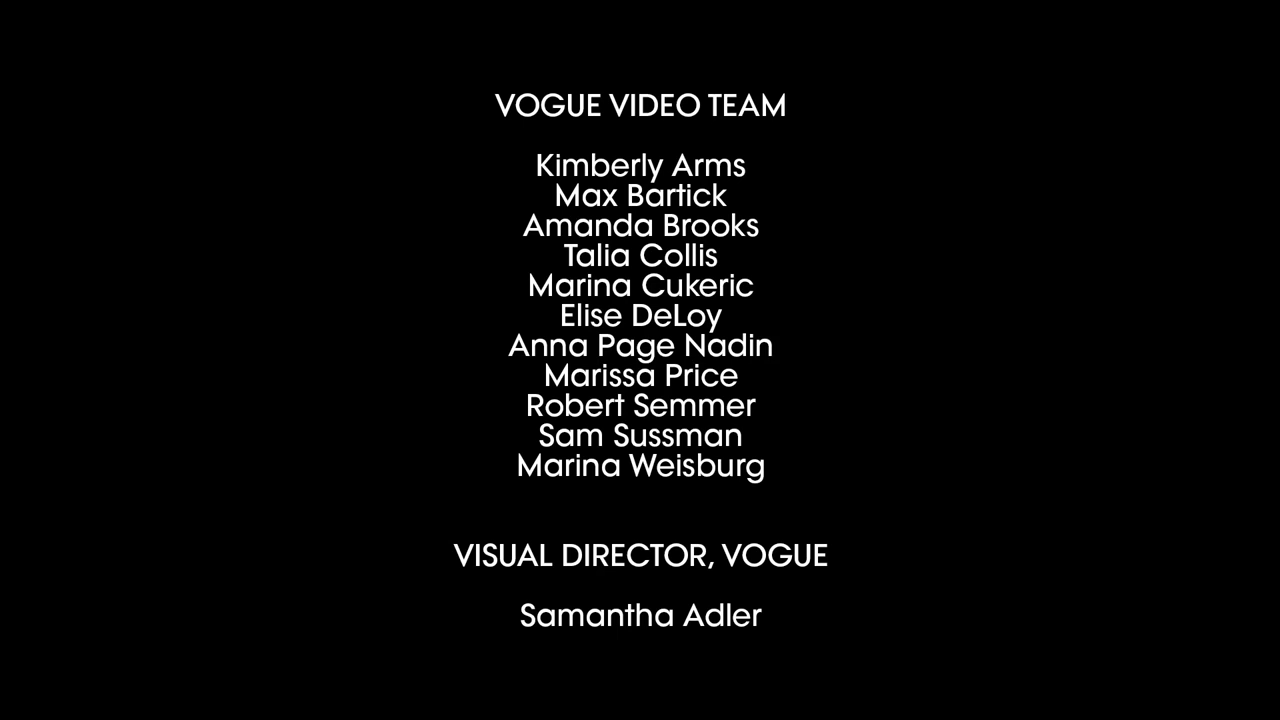 VOGUE VIDEO TEAM
Kimberly Arms
Max Bartick
Amanda Brooks
Talia Collis
Marina Cukeric
Elise DeLoy
Anna Page Nadin
Marissa Price
Robert Semmer
Sam Sussman
Marina Weisburg
VISUAL DIRECTOR, VOGUE
Samantha Adler